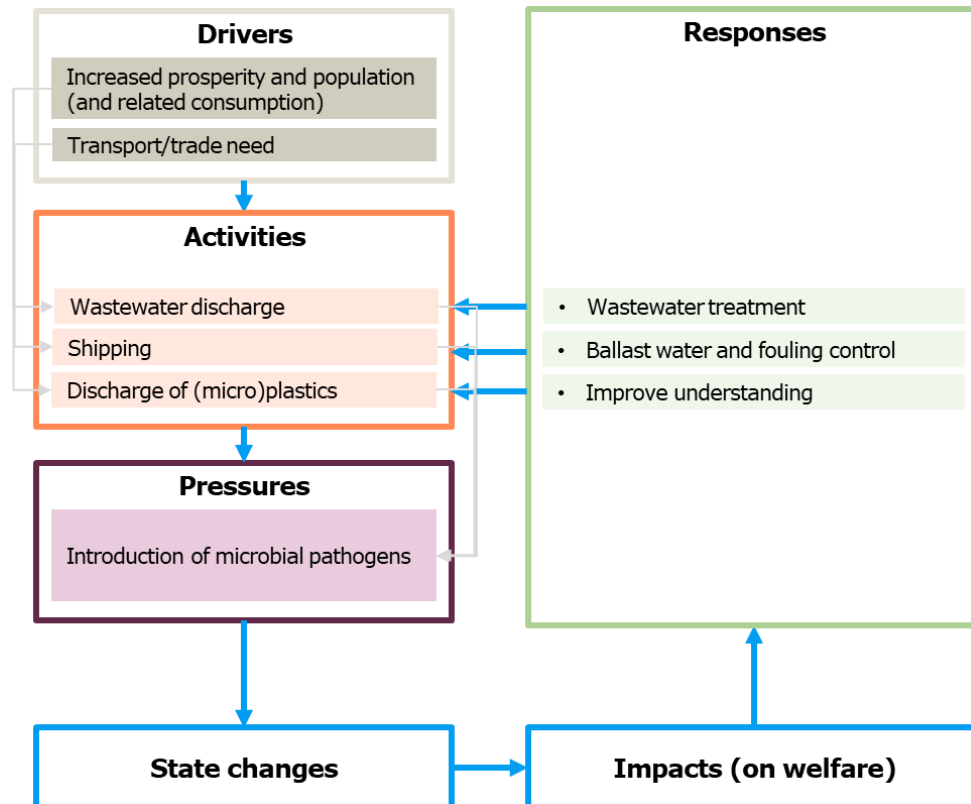 Drivers
Increased prosperity and population
(and related consumption)
Transport/trade need
Activities
Wastewater discharge
Shipping
Discharge of (micro)plastics
Pressures
Introduction of microbial pathogens
State changes
Impacts (on welfare)
Responses
• Wastewater treatment
• Ballast water and fouling control
• Improve understanding